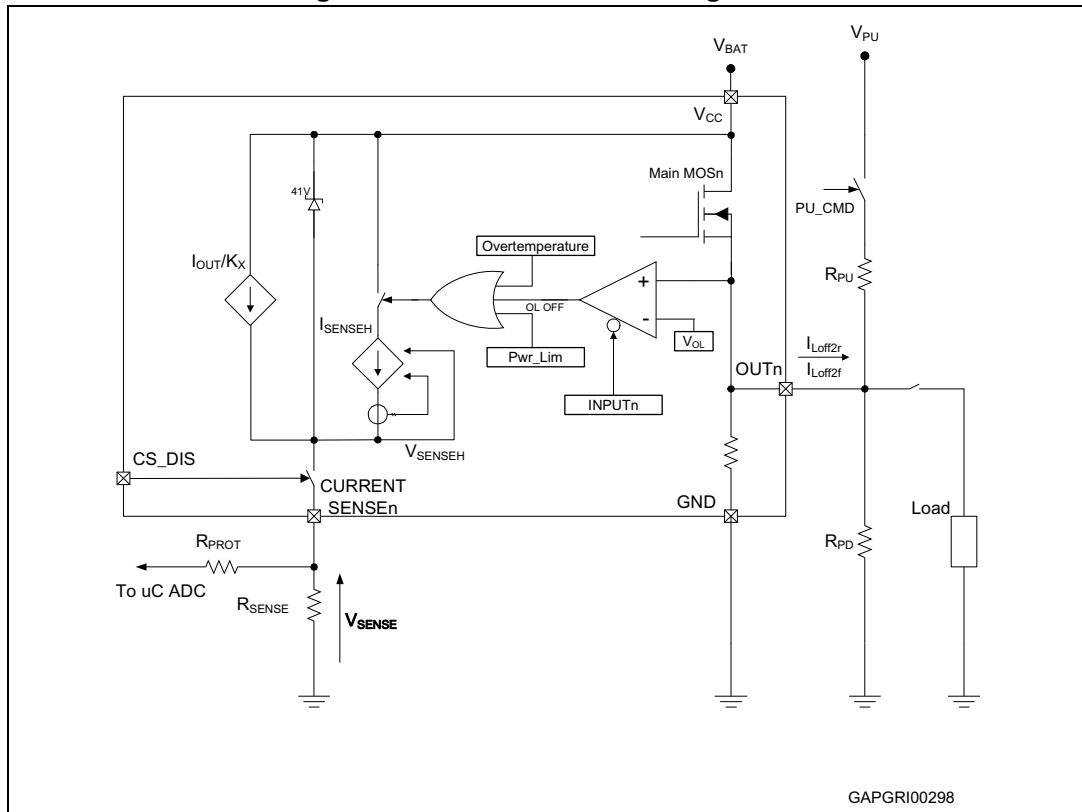 V_PU
V_BAT
V_CC
Main MOSn
41V
PU_CMD
Overtemperature
R_PU
I_OUT/K_X
+
OL OFF
-
I_SENSEH
V_OL
I_Loff2r
Pwr_Lim
OUTn
I_Loff2f
INPUTn
V_SENSEH
CS_DIS
CURRENT
SENSEn
GND
Load
R_PROT
R_PD
To uC ADC
R_SENSE
V_SENSE
GAPGRI00298